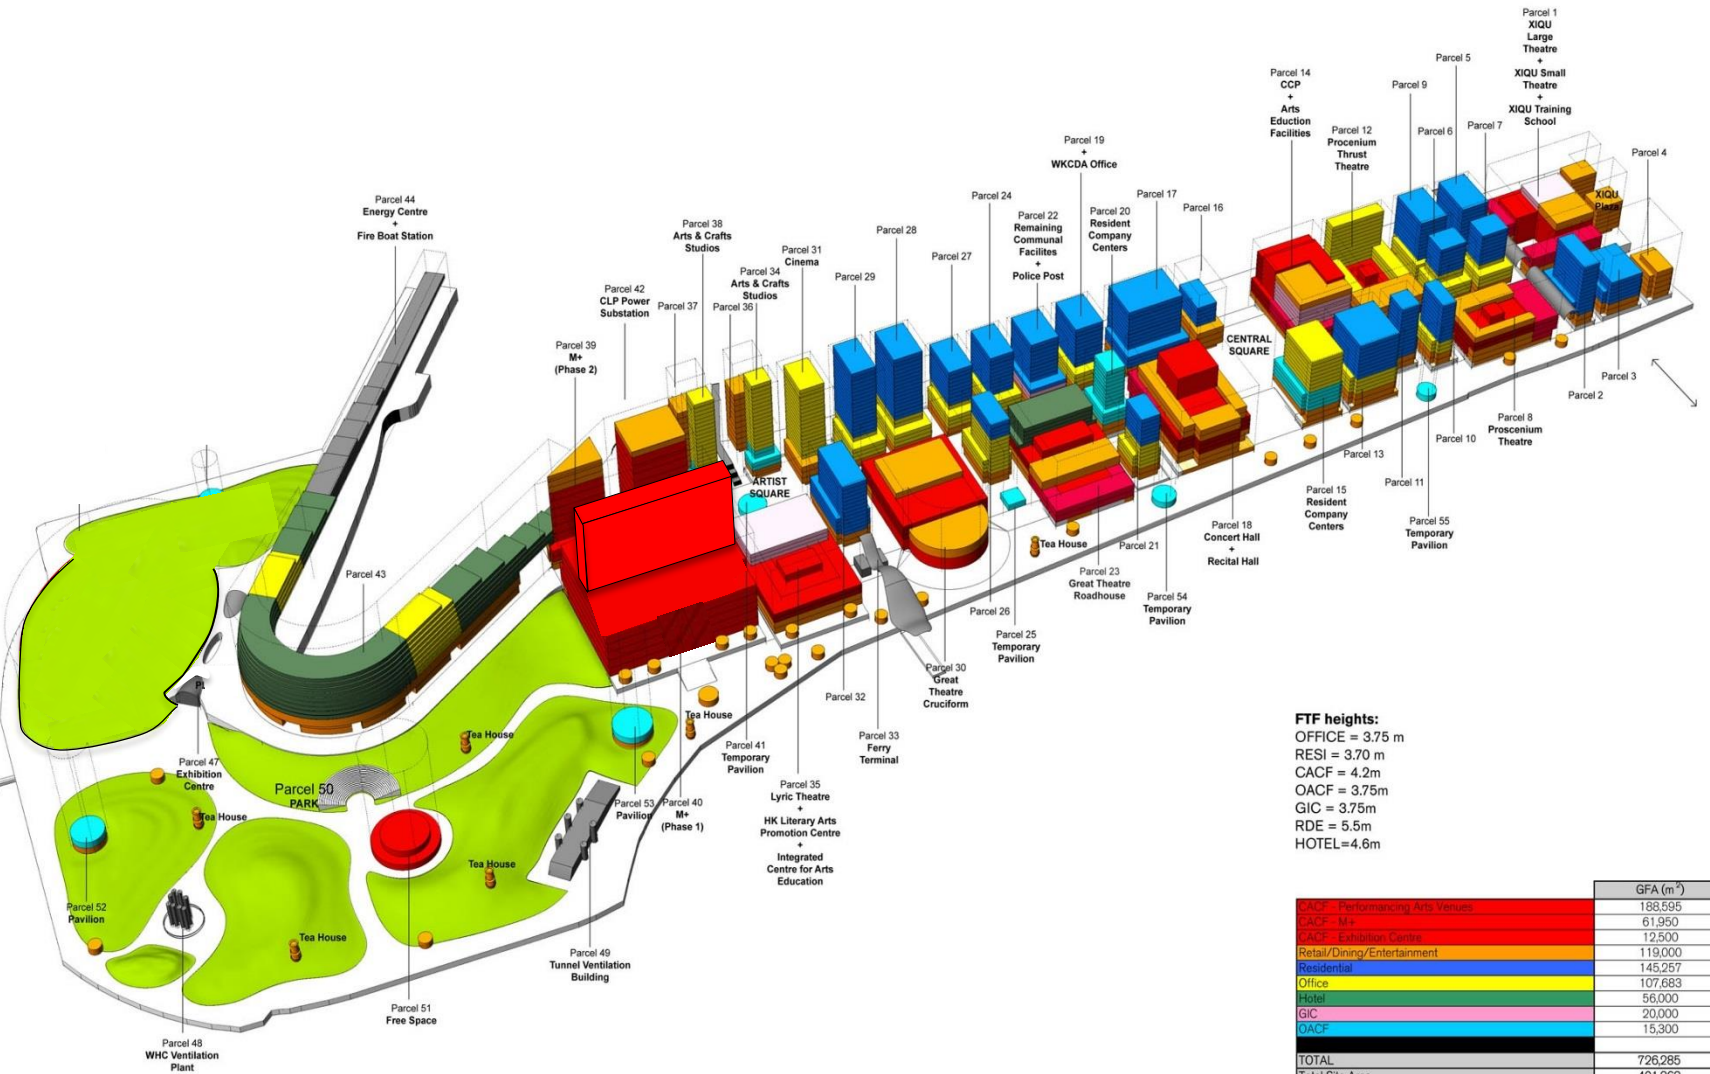 Parcel 1
XIQU
Large
Theatre
+
XIQU Small
Theatre
+
XIQU Training
School
Parcel 5
Parcel 14
CCP
+
Arts
Eduction
Facilities
Parcel 9
Parcel 12
Procenium
Thrust
Theatre
Parcel 6
Parcel 7
Parcel 4
XIQU
Plaza
Parcel 19
+
WKCDA Office
Parcel 44
Energy Centre
+
Fire Boat Station
Parcel 38
Arts & Crafts
Studios
Parcel 24
Parcel 22
Remaining
Communal
Facilites
+
Police Post
Parcel 20
Resident
Company
Centers
Parcel 17
Parcel 16
Parcel 28
Parcel 31
Cinema
Parcel 27
Parcel 34
Arts & Crafts
Studios
Parcel 29
Parcel 42
CLP Power
Substation
Parcel 37
Parcel 36
Parcel 39
M+
(Phase 2)
CENTRAL
SQUARE
Parcel 3
Parcel 2
Parcel 8
Proscenium
Theatre
Parcel 10
Parcel 13
Parcel 11
Parcel 15
Resident
Company
Centers
Parcel 55
Temporary
Pavilion
ARTIST
SQUARE
Parcel 18
Concert Hall
+
Recital Hall
Tea House
Parcel 21
Parcel 23
Great Theatre
Roadhouse
Parcel 54
Temporary
Pavilion
Parcel 26
Parcel 25
Temporary
Pavilion
Parcel 43
Parcel 30
Great
Theatre
Cruciform
Parcel 32
Parcel 33
Ferry
Terminal
Tea House
Tea House
Parcel 41
Temporary
Pavilion
Parcel 47
Exhibition
Centre
Parcel 50
PARK
Parcel 35
Lyric Theatre
+
HK Literary Arts
Promotion Centre
+
Integrated
Centre for Arts
Education
Parcel 53
Pavilion
Parcel 40
M+
(Phase 1)
Tea House
Tea House
Parcel 52
Pavilion
Tea House
Parcel 49
Tunnel Ventilation
Building
Parcel 51
Free Space
Parcel 48
WHC Ventilation
Plant
FTF heights:
OFFICE = 3.75 m
RESI = 3.70 m
CACF = 4.2m
OACF = 3.75m
GIC = 3.75m
RDE = 5.5m
HOTEL=4.6m
GFA (m²)
CACF - Performancing Arts Venues 188,595
CACF - M+ 61,950
CACF - Exhibition Centre 12,500
Retail/Dining/Entertainment 119,000
Residential 145,257
Office 107,683
Hotel 56,000
GIC 20,000
OACF 15,300
TOTAL 726,285